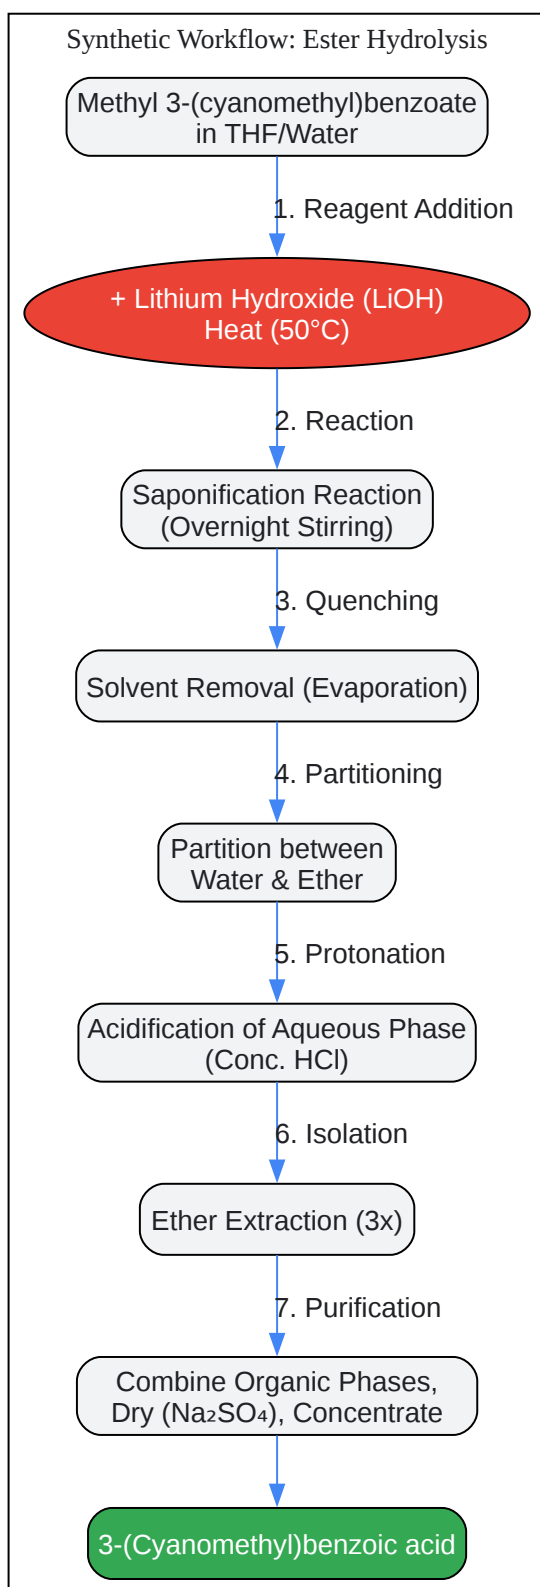 Synthetic Workflow: Ester Hydrolysis
Methyl 3-(cyanomethyl)benzoate
in THF/Water
1. Reagent Addition
+ Lithium Hydroxide (LiOH)
Heat (50°C)
2. Reaction
Saponification Reaction
(Overnight Stirring)
3. Quenching
Solvent Removal (Evaporation)
4. Partitioning
Partition between
Water & Ether
5. Protonation
Acidification of Aqueous Phase
(Conc. HCl)
6. Isolation
Ether Extraction (3x)
7. Purification
Combine Organic Phases,
Dry (Na₂SO₄), Concentrate
3-(Cyanomethyl)benzoic acid